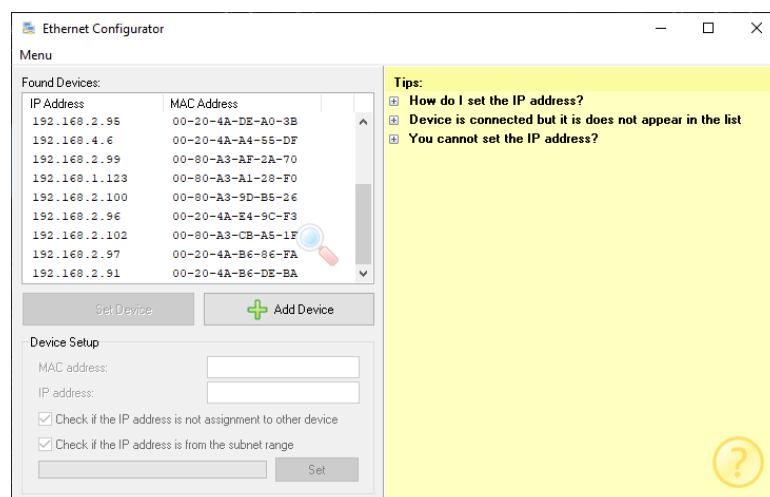 Ethernet Configurator
Menu
Found Devices:
IP Address MAC Address
192.168.2.95 00-20-4A-DE-A0-3B
192.168.4.6 00-20-4A-A4-55-DF
192.168.2.99 00-80-A3-AF-2A-70
192.168.1.123 00-80-A3-A1-28-F0
192.168.2.100 00-80-A3-9D-B5-26
192.168.2.96 00-20-4A-E4-9C-F3
192.168.2.102 00-80-A3-CB-A5-1F
192.168.2.97 00-20-4A-B6-86-FA
192.168.2.91 00-20-4A-B6-DE-BA
Set Device Add Device
Device Setup
MAC address:
IP address:
Check if the IP address is not assignment to other device
Check if the IP address is from the subnet range
Set
Tips:
How do I set the IP address?
Device is connected but it is does not appear in the list
You cannot set the IP address?
?